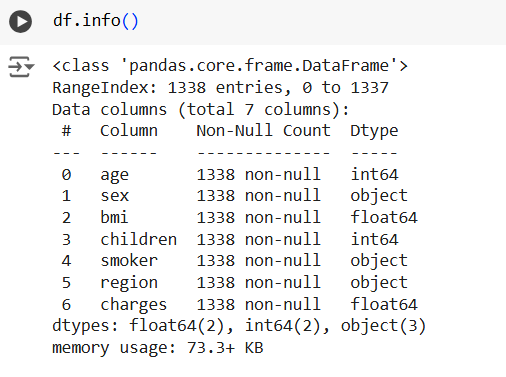 df.info()
<class 'pandas.core.frame.DataFrame'>
RangeIndex: 1338 entries, 0 to 1337
Data columns (total 7 columns):
 #   Column    Non-Null Count  Dtype
---  ------    --------------  -----
 0   age       1338 non-null   int64
 1   sex       1338 non-null   object
 2   bmi       1338 non-null   float64
 3   children  1338 non-null   int64
 4   smoker    1338 non-null   object
 5   region    1338 non-null   object
 6   charges   1338 non-null   float64
dtypes: float64(2), int64(2), object(3)
memory usage: 73.3+ KB